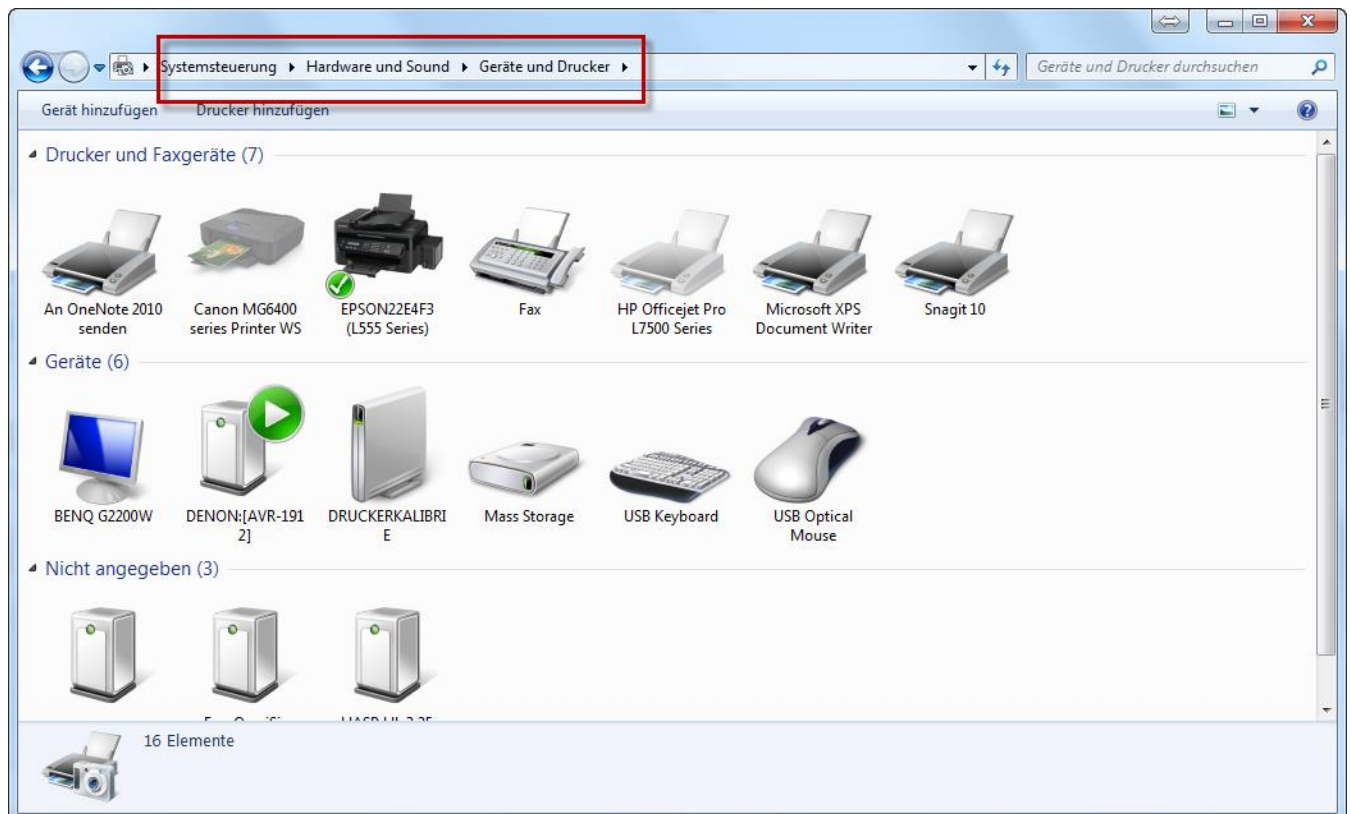 Systemsteuerung ▸ Hardware und Sound ▸ Geräte und Drucker ▸
Geräte und Drucker durchsuchen
Gerät hinzufügen Drucker hinzufügen
Drucker und Faxgeräte (7)
An OneNote 2010
senden
Canon MG6400
series Printer WS
EPSON22E4F3
(L555 Series)
Fax
HP Officejet Pro
L7500 Series
Microsoft XPS
Document Writer
Snagit 10
Geräte (6)
BENQ G2200W
DENON:[AVR-191
2]
DRUCKERKALIBRI
E
Mass Storage
USB Keyboard
USB Optical
Mouse
Nicht angegeben (3)
16 Elemente